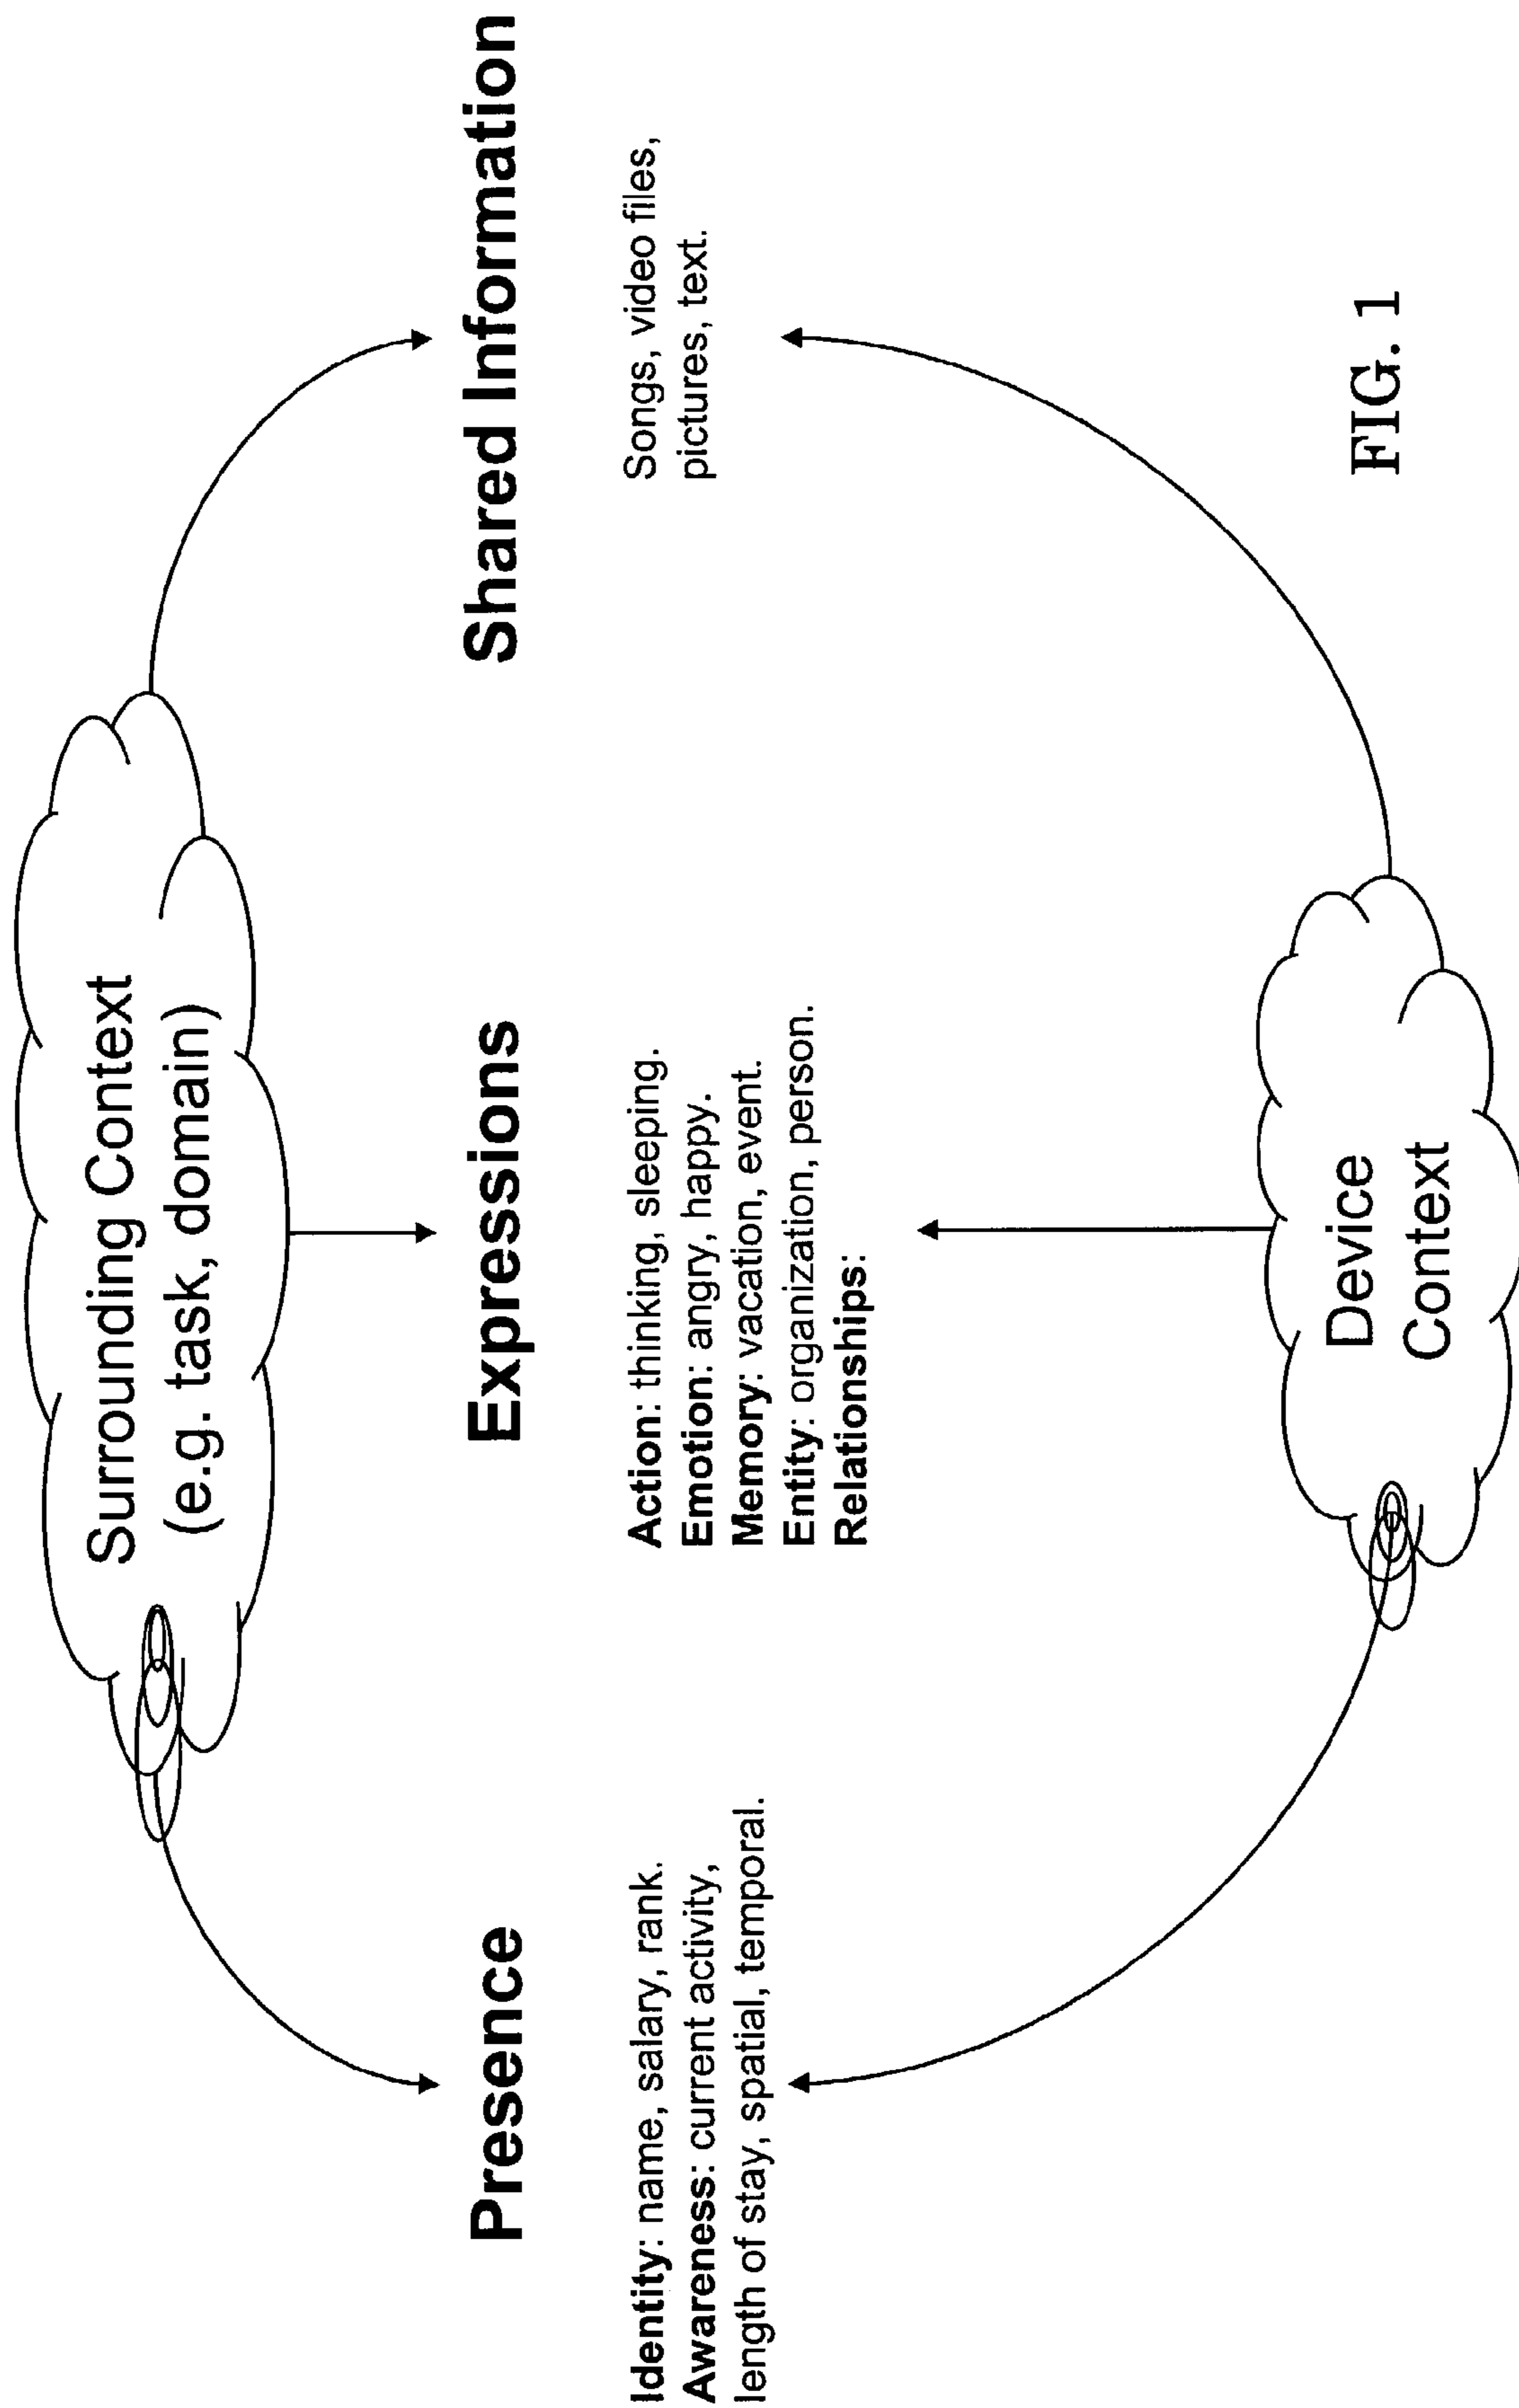 Surrounding Context
(e.g. task, domain)
Presence
Expressions
Shared Information
Identity: name, salary, rank.
Awareness: current activity,
length of stay, spatial, temporal.
Action: thinking, sleeping.
Emotion: angry, happy.
Memory: vacation, event.
Entity: organization, person.
Relationships:
Songs, video files,
pictures, text.
Device
Context
FIG. 1